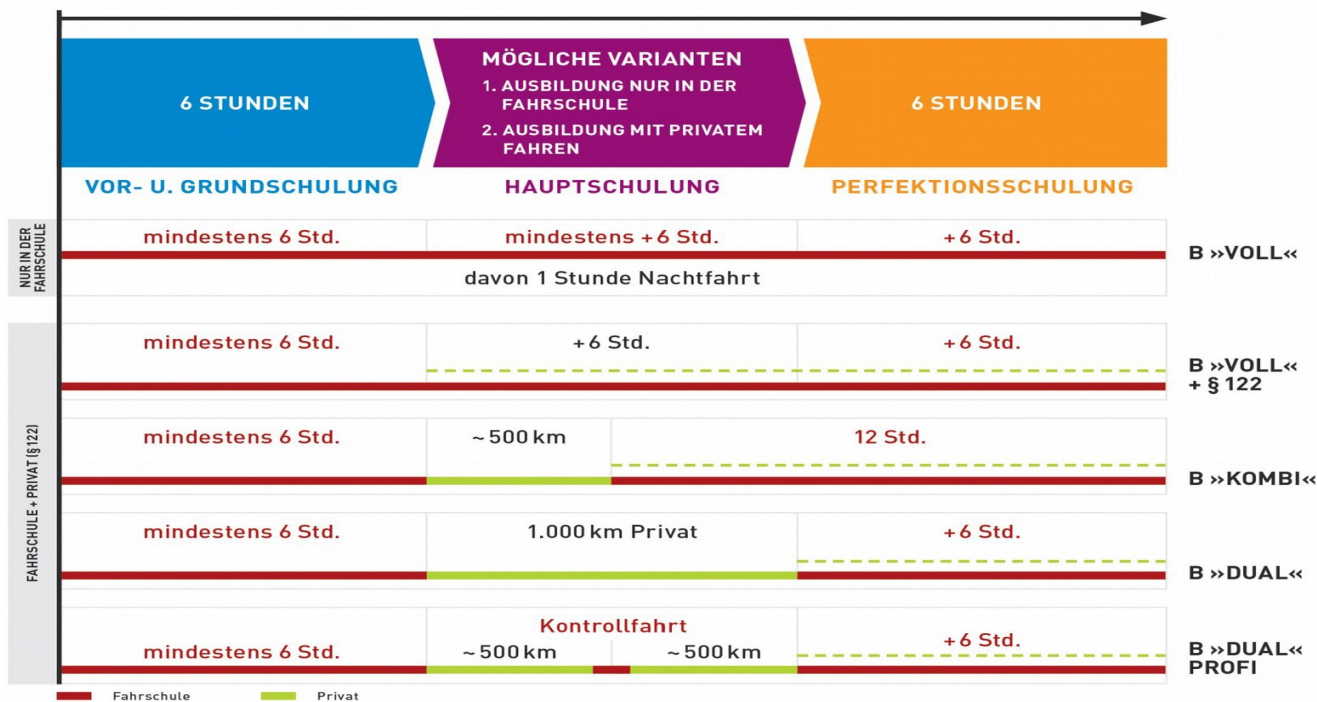 6 STUNDEN
MÖGLICHE VARIANTEN
1. AUSBILDUNG NUR IN DER
FAHRSCHULE
2. AUSBILDUNG MIT PRIVATEM
FAHREN
6 STUNDEN
VOR- U. GRUNDSCHULUNG
HAUPTSCHULUNG
PERFEKTIONSSCHULUNG
NUR IN DER
FAHRSCHULE
mindestens 6 Std.
mindestens +6 Std.
+6 Std.
davon 1 Stunde Nachtfahrt
B »VOLL«
FAHRSCHULE + PRIVAT (§ 122)
mindestens 6 Std.
+6 Std.
+6 Std.
B »VOLL«
+ § 122
mindestens 6 Std.
~500 km
12 Std.
B »KOMBI«
mindestens 6 Std.
1.000 km Privat
+6 Std.
B »DUAL«
mindestens 6 Std.
Kontrollfahrt
~500 km
~500 km
+6 Std.
B »DUAL«
PROFI
Fahrschule
Privat